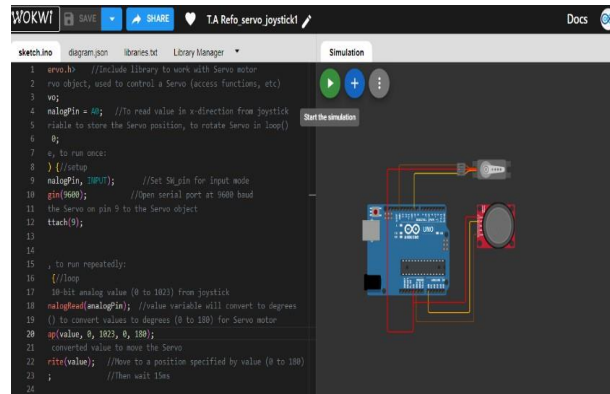 WOKWI SAVE SHARE T.A Refo_servo_joystick1 Docs
sketch.ino diagram.json libraries.txt Library Manager Simulation
1 ervo.h> //Include library to work with Servo motor
2 rvo object, used to control a Servo (access functions, etc)
3 vo;
4 nalogPin = A0; //To read value in x-direction from joystick
5 riable to store the Servo position, to rotate Servo in loop()
6 0;
7 e, to run once:
8 ) {//setup
9 nalogPin, INPUT); //Set SW_pin for input mode
10 gin(9600); //Open serial port at 9600 baud
11 the Servo on pin 9 to the Servo object
12 ttach(9);
13
14
15 , to run repeatedly:
16 {//loop
17 10-bit analog value (0 to 1023) from joystick
18 nalogRead(analogPin); //value variable will convert to degrees
19 () to convert values to degrees (0 to 180) for Servo motor
20 ap(value, 0, 1023, 0, 180);
21 converted value to move the Servo
22 rite(value); //Move to a position specified by value (0 to 180)
23 ; //Then wait 15ms
24
Start the simulation
UNO